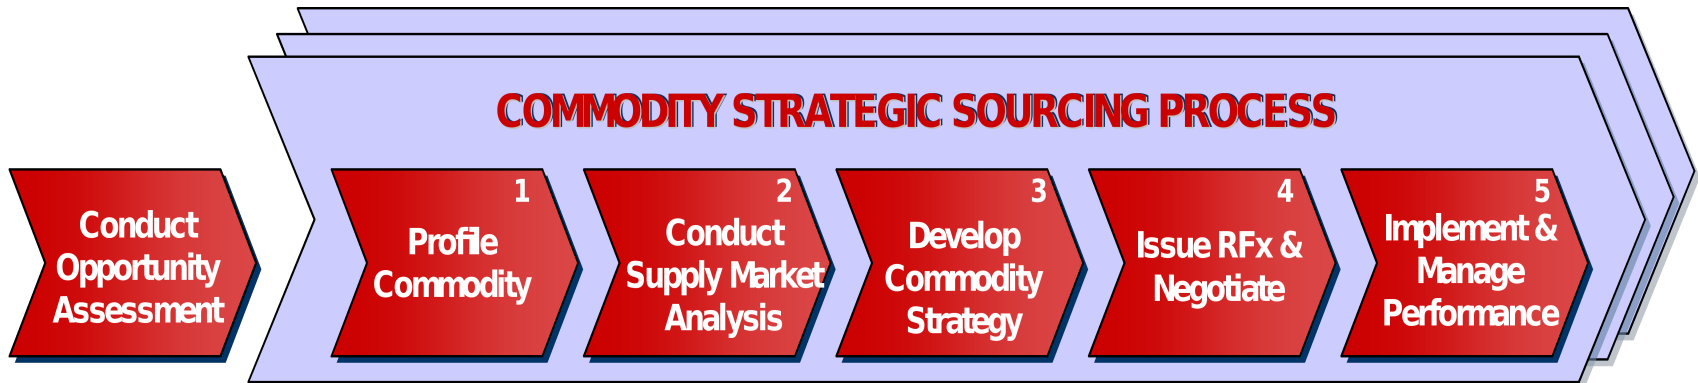 COMMODITY STRATEGIC SOURCING PROCESS
Conduct
Opportunity
Assessment
1
Profile
Commodity
2
Conduct
Supply Market
Analysis
3
Develop
Commodity
Strategy
4
Issue RFx &
Negotiate
5
Implement &
Manage
Performance